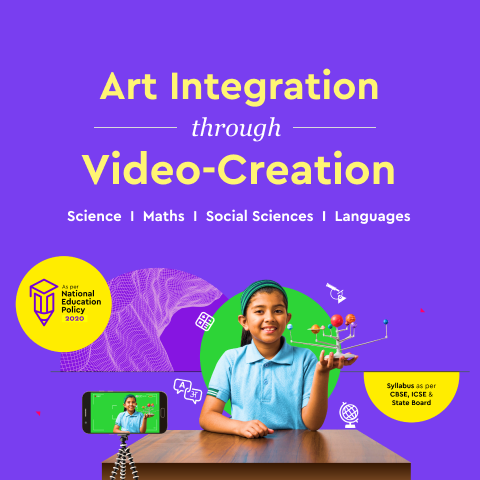 Art Integration
through
Video-Creation
Science I Maths I Social Sciences I Languages
As per
National
Education
Policy
2020
Syllabus as per
CBSE, ICSE &
State Board